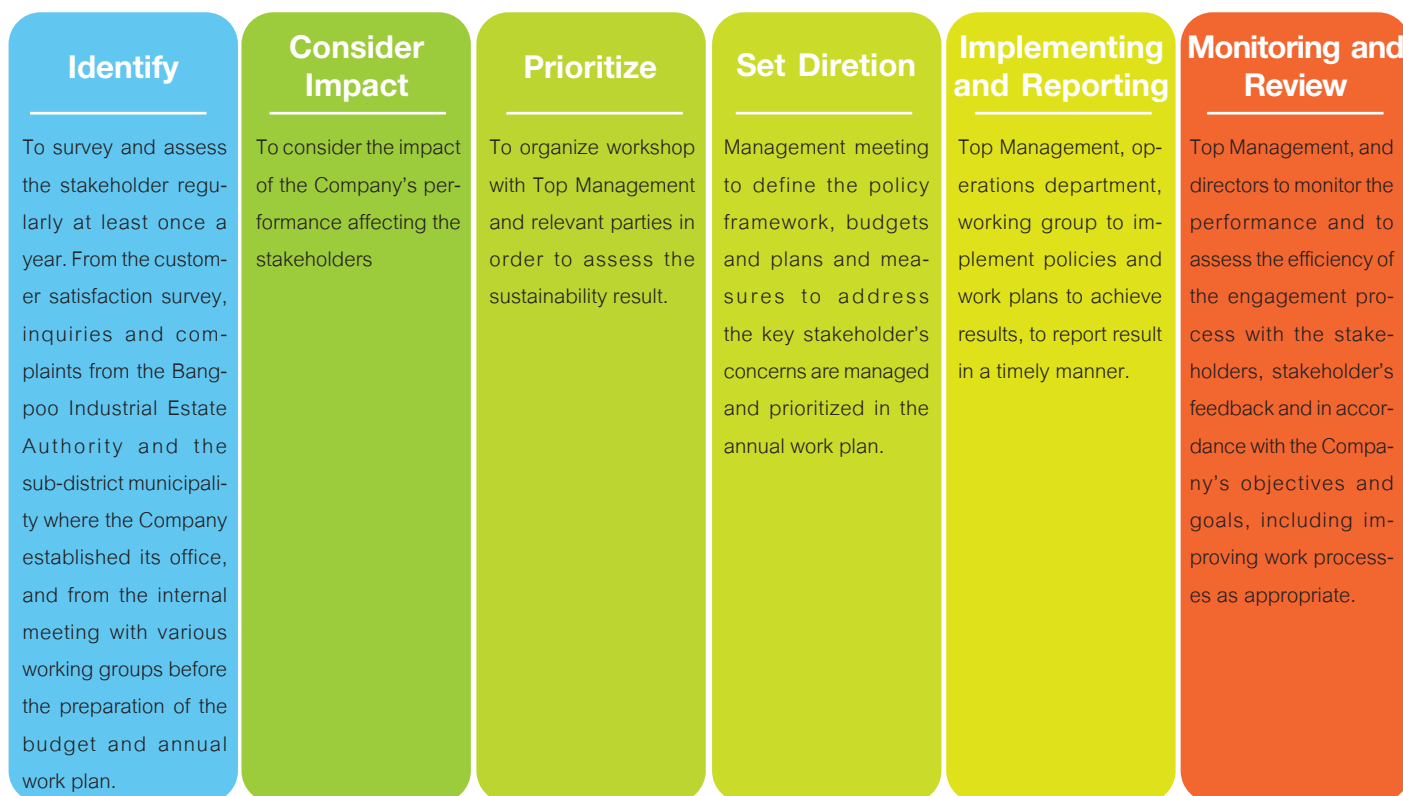 Identify
To survey and assess
the stakeholder regu-
larly at least once a
year. From the custom-
er satisfaction survey,
inquiries and com-
plaints from the Bang-
poo Industrial Estate
Authority and the
sub-district municipali-
ty where the Company
established its office,
and from the internal
meeting with various
working groups before
the preparation of the
budget and annual
work plan.
Consider
Impact
To consider the impact
of the Company's per-
formance affecting the
stakeholders
Prioritize
To organize workshop
with Top Management
and relevant parties in
order to assess the
sustainability result.
Set Diretion
Management meeting
to define the policy
framework, budgets
and plans and mea-
sures to address
the key stakeholder's
concerns are managed
and prioritized in the
annual work plan.
Implementing
and Reporting
Top Management, op-
erations department,
working group to im-
plement policies and
work plans to achieve
results, to report result
in a timely manner.
Monitoring and
Review
Top Management, and
directors to monitor the
performance and to
assess the efficiency of
the engagement pro-
cess with the stake-
holders, stakeholder's
feedback and in accor-
dance with the Compa-
ny's objectives and
goals, including im-
proving work process-
es as appropriate.